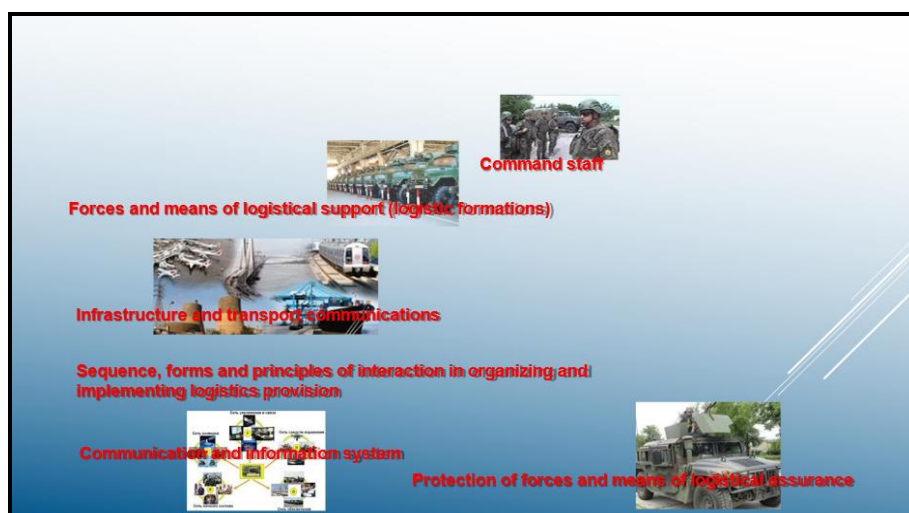 Command staff
Forces and means of logistical support (logistic formations)
Infrastructure and transport communications
Sequence, forms and principles of interaction in organizing and
implementing logistics provision
Communication and information system
Protection of forces and means of logistical assurance